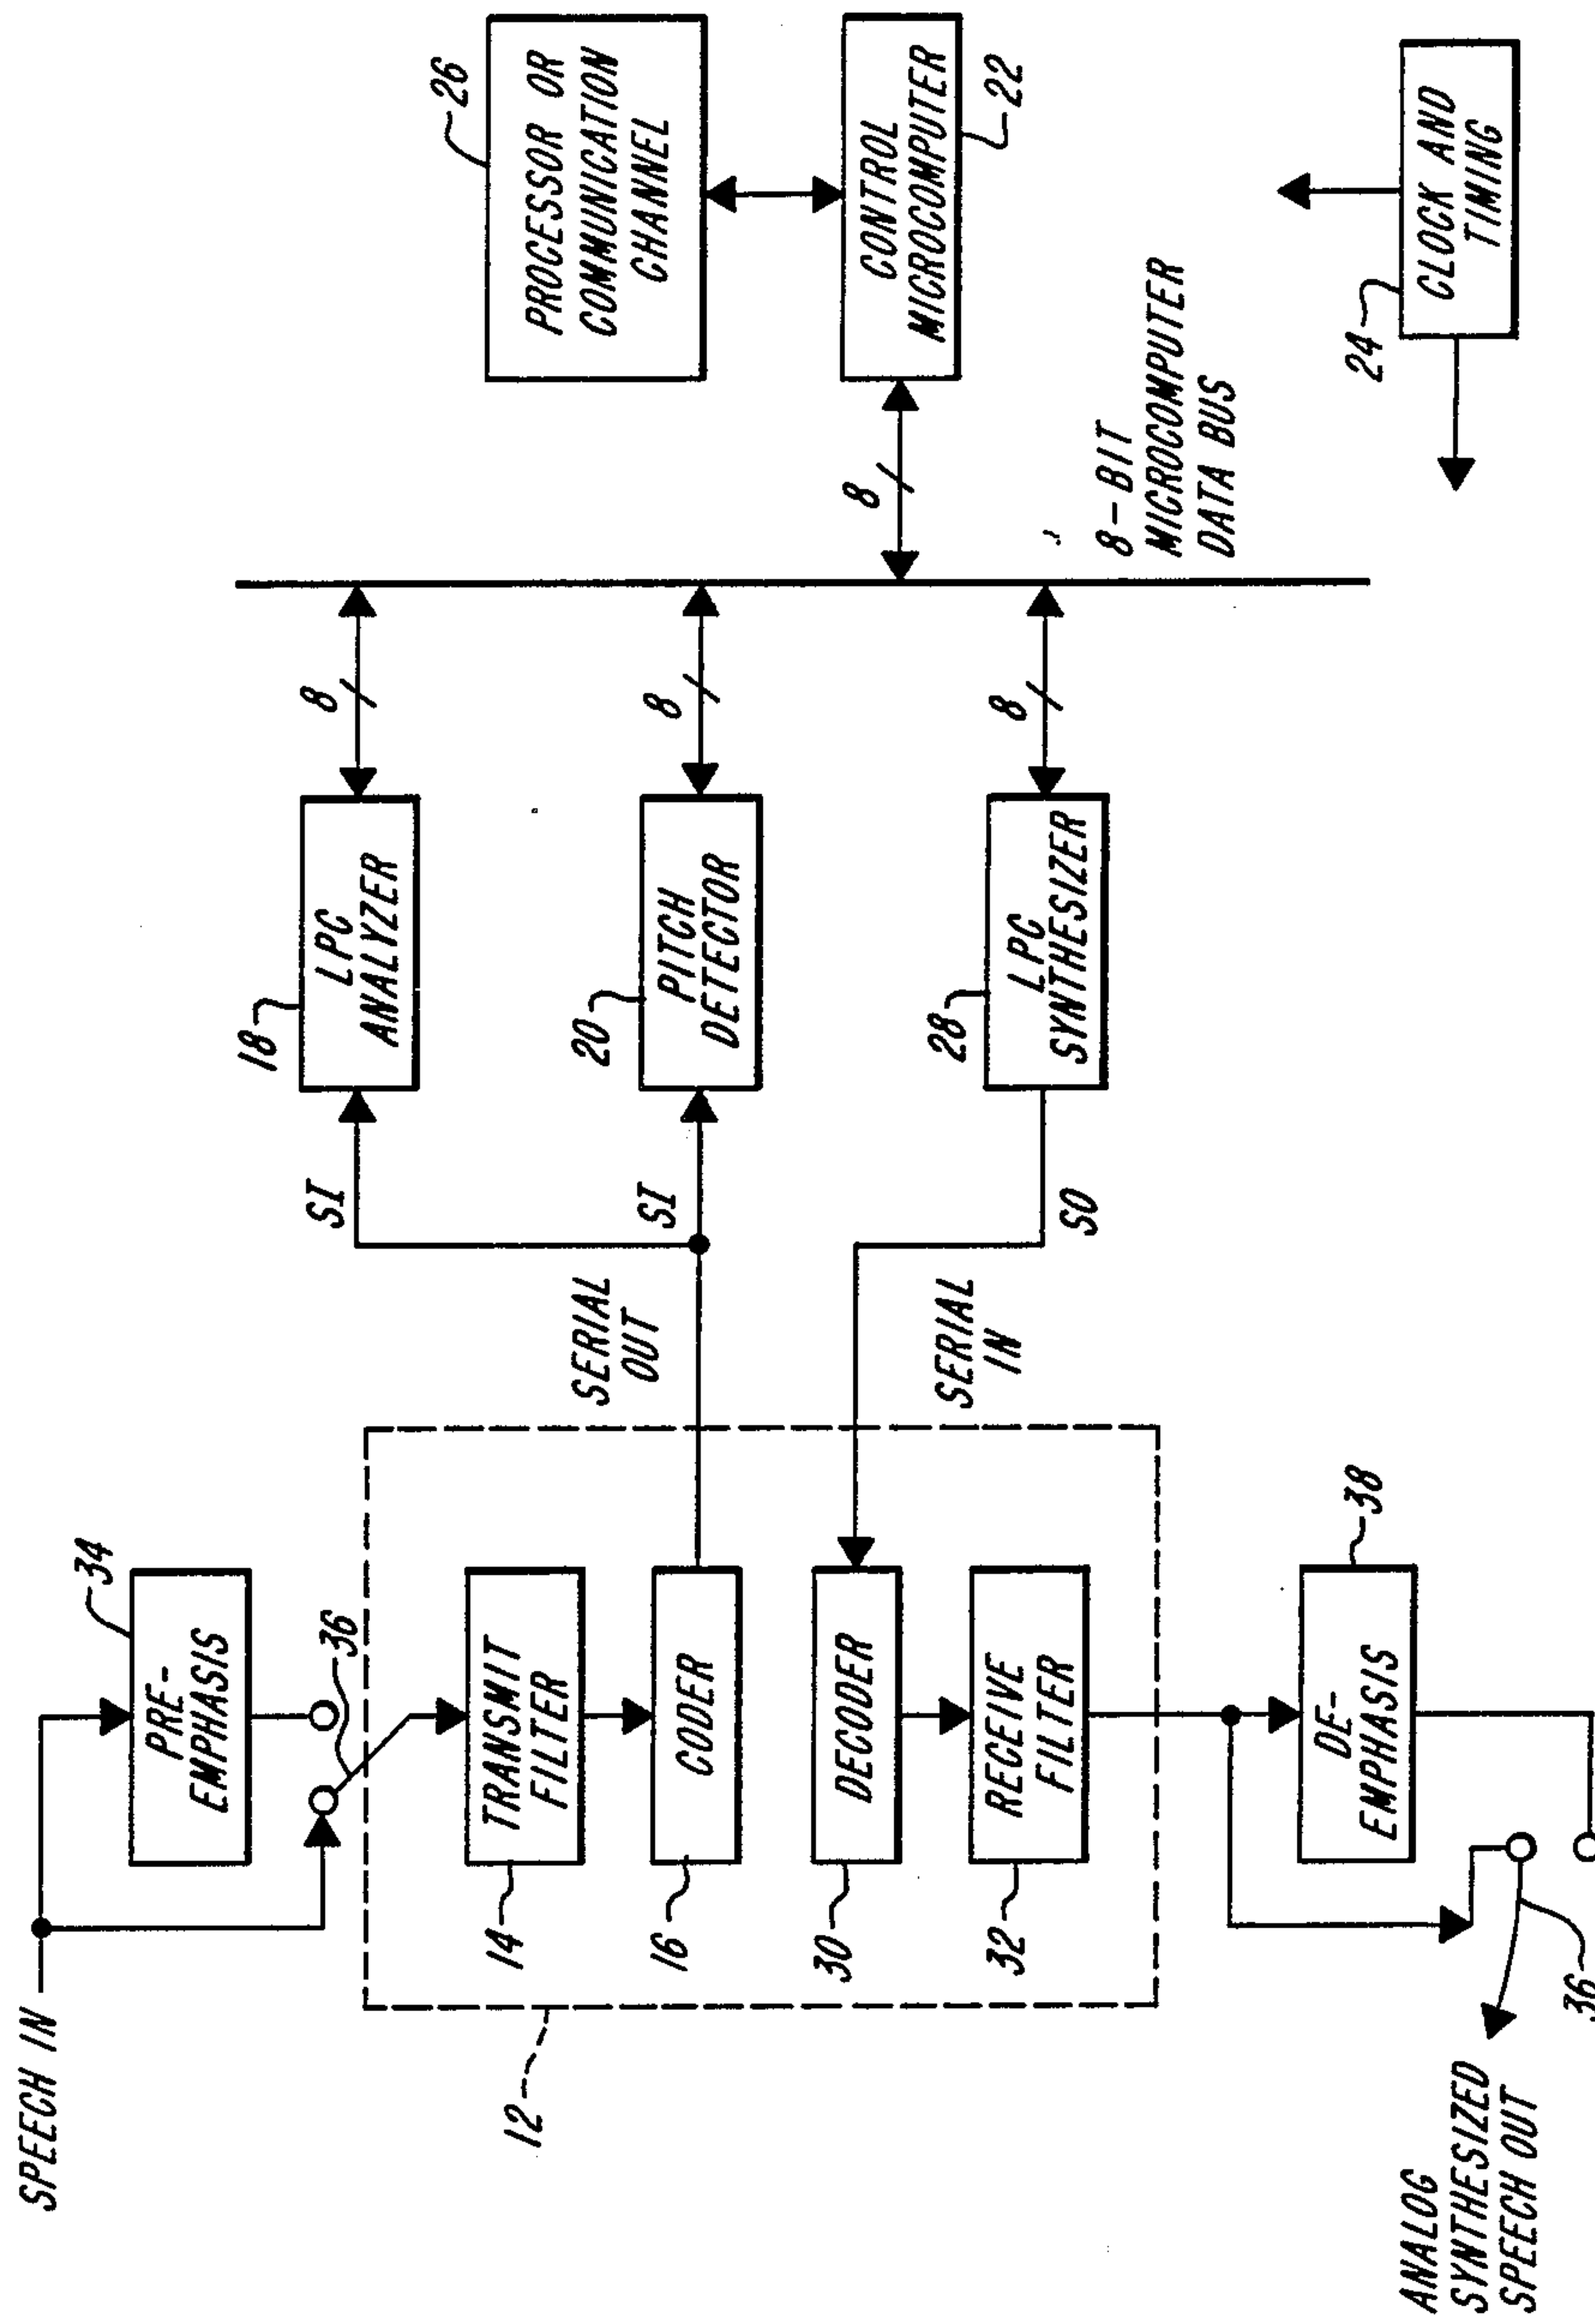 SPEECH IN
34
PRE-
EMPHASIS
36
TRANSMIT
FILTER
14
CODER
16
12
DECODER
30
RECEIVE
FILTER
32
DE-
EMPHASIS
38
36
ANALOG
SYNTHESIZED
SPEECH OUT
SERIAL
OUT
SI
SI
SERIAL
IN
SO
18
LPC
ANALYZER
20
PITCH
DETECTOR
28
LPC
SYNTHESIZER
8
8
8
8
8-BIT
MICROCOMPUTER
DATA BUS
26
PROCESSOR OR
COMMUNICATION
CHANNEL
CONTROL
MICROCOMPUTER
22
24
CLOCK AND
TIMING